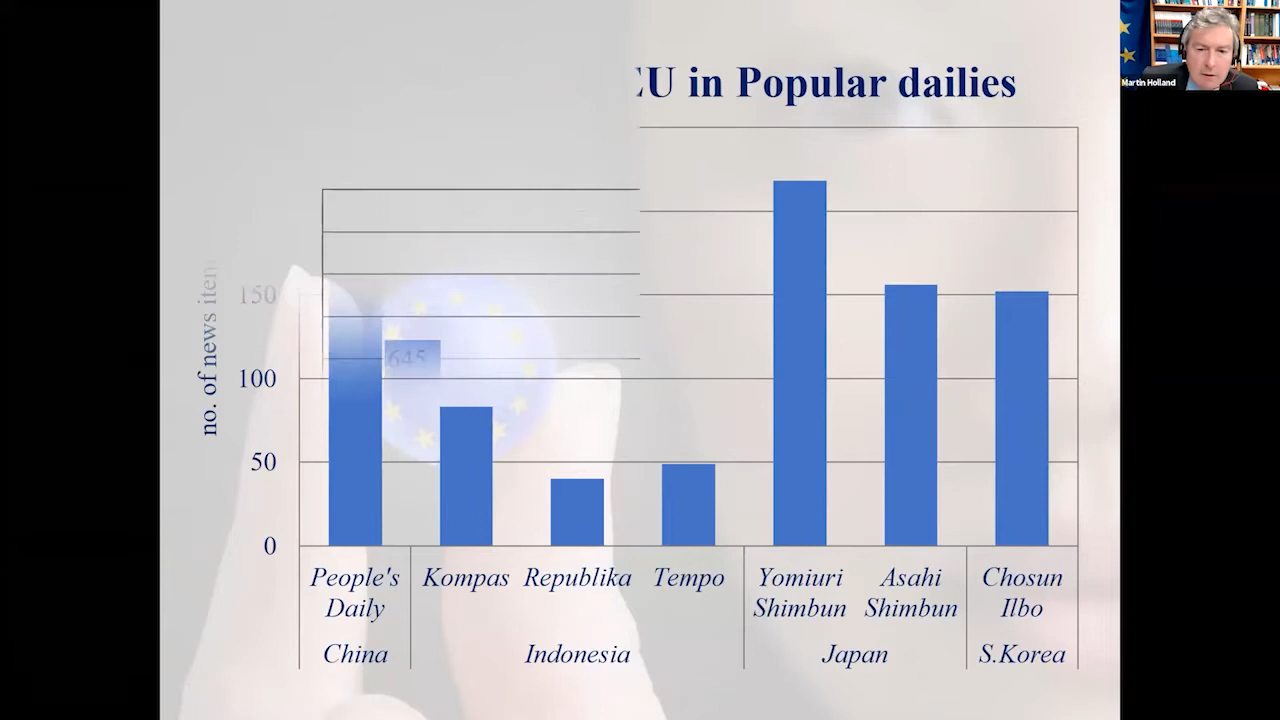 EU in Popular dailies
Martin Holland
no. of news item
150
645
100
50
0
People's Daily
Kompas
Republika
Tempo
Yomiuri Shimbun
Asahi Shimbun
Chosun Ilbo
China
Indonesia
Japan
S.Korea